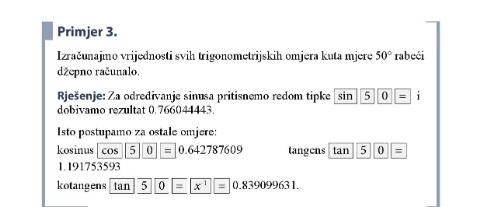 Primjer 3.
Izračunajmo vrijednosti svih trigonometrijskih omjera kuta mjere 50° rabeći
džepno računalo.
Rješenje: Za određivanje sinusa pritisnemo redom tipke sin 5 0 = i
dobivamo rezultat 0.766044443.
Isto postupamo za ostale omjere:
kosinus cos 5 0 = 0.642787609 tangens tan 5 0 =
1.191753593
kotangens tan 5 0 = x⁻¹ = 0.839099631.